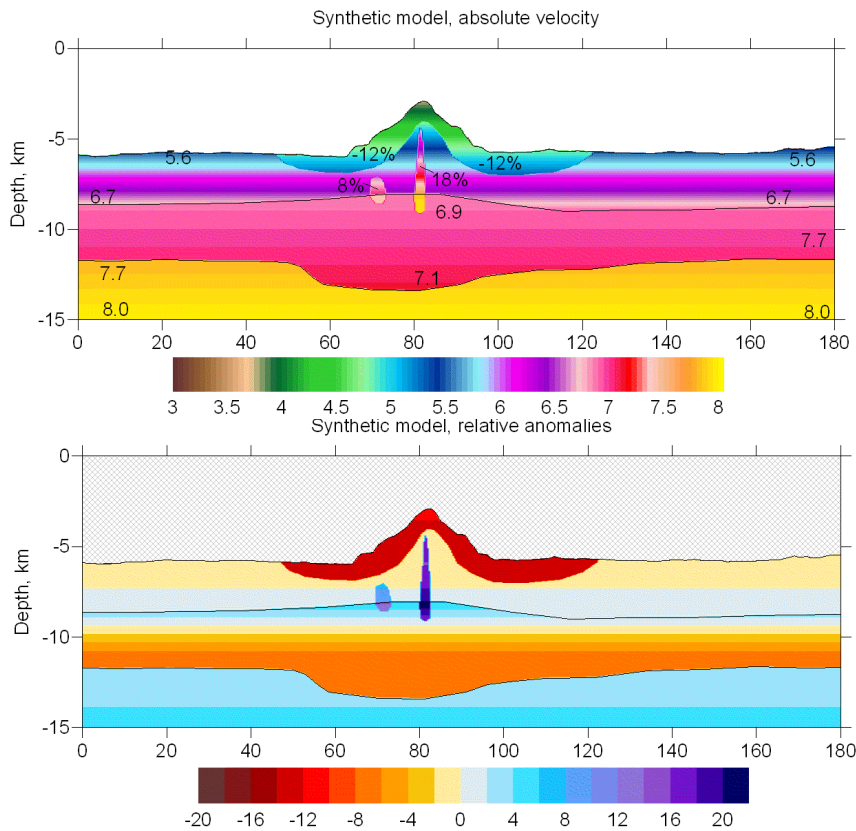 Synthetic model, absolute velocity
0
-5
-10
-15
Depth, km
5.6
-12%
-12%
5.6
8%
18%
6.7
6.7
6.9
7.7
7.7
7.1
8.0
8.0
0 20 40 60 80 100 120 140 160 180
3 3.5 4 4.5 5 5.5 6 6.5 7 7.5 8
Synthetic model, relative anomalies
0
-5
-10
-15
Depth, km
0 20 40 60 80 100 120 140 160 180
-20 -16 -12 -8 -4 0 4 8 12 16 20